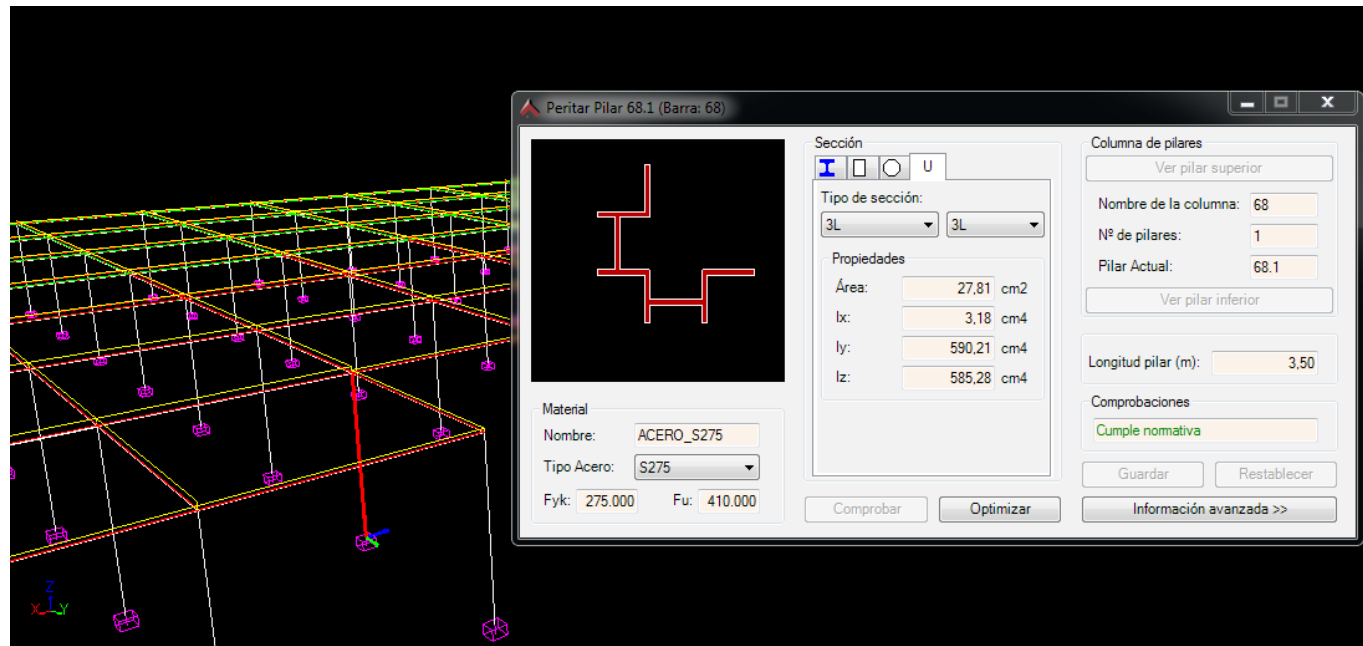 Peritar Pilar 68.1 (Barra: 68)
Sección
U
Tipo de sección:
3L 3L
Propiedades
Área: 27,81 cm2
Ix: 3,18 cm4
Iy: 590,21 cm4
Iz: 585,28 cm4
Material
Nombre: ACERO_S275
Tipo Acero: S275
Fyk: 275.000 Fu: 410.000
Comprobar Optimizar
Columna de pilares
Ver pilar superior
Nombre de la columna: 68
Nº de pilares: 1
Pilar Actual: 68.1
Ver pilar inferior
Longitud pilar (m): 3,50
Comprobaciones
Cumple normativa
Guardar Restablecer
Información avanzada >>
Z
X Y